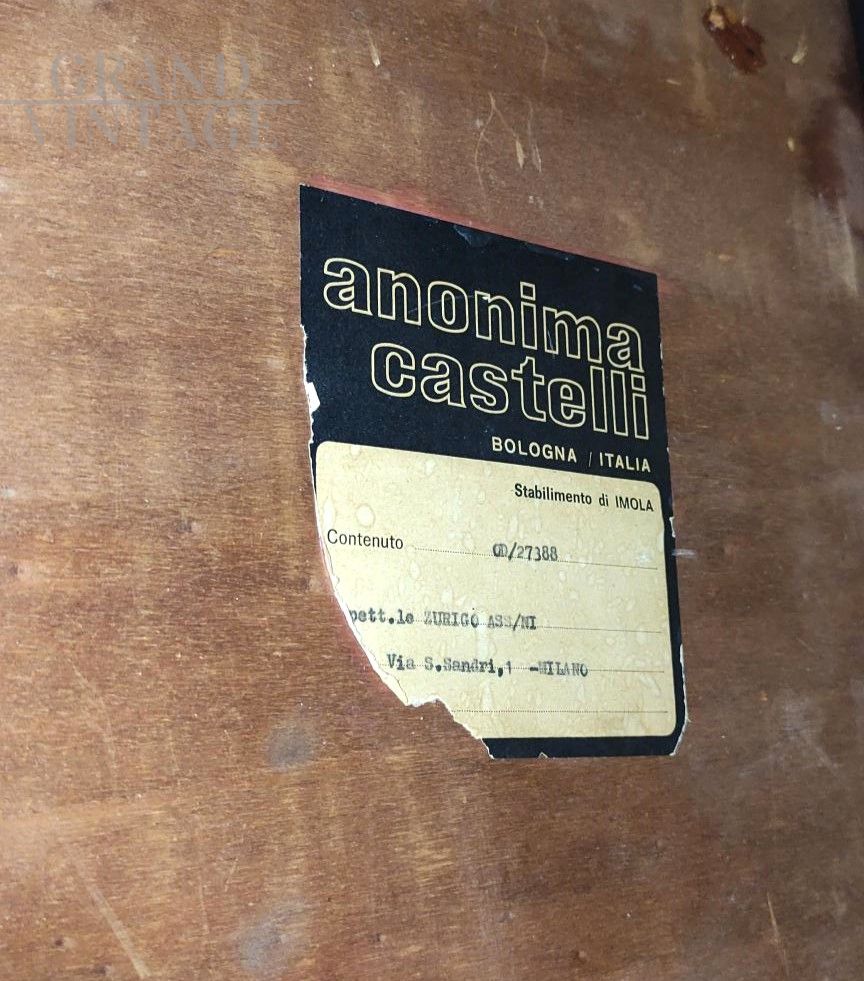 GRAND
VINTAGE
anonima
castelli
BOLOGNA / ITALIA
Stabilimento di IMOLA
Contenuto /27388
pett.le ZURIGO ASS/NI
Via S.Sandri,1 -MILANO